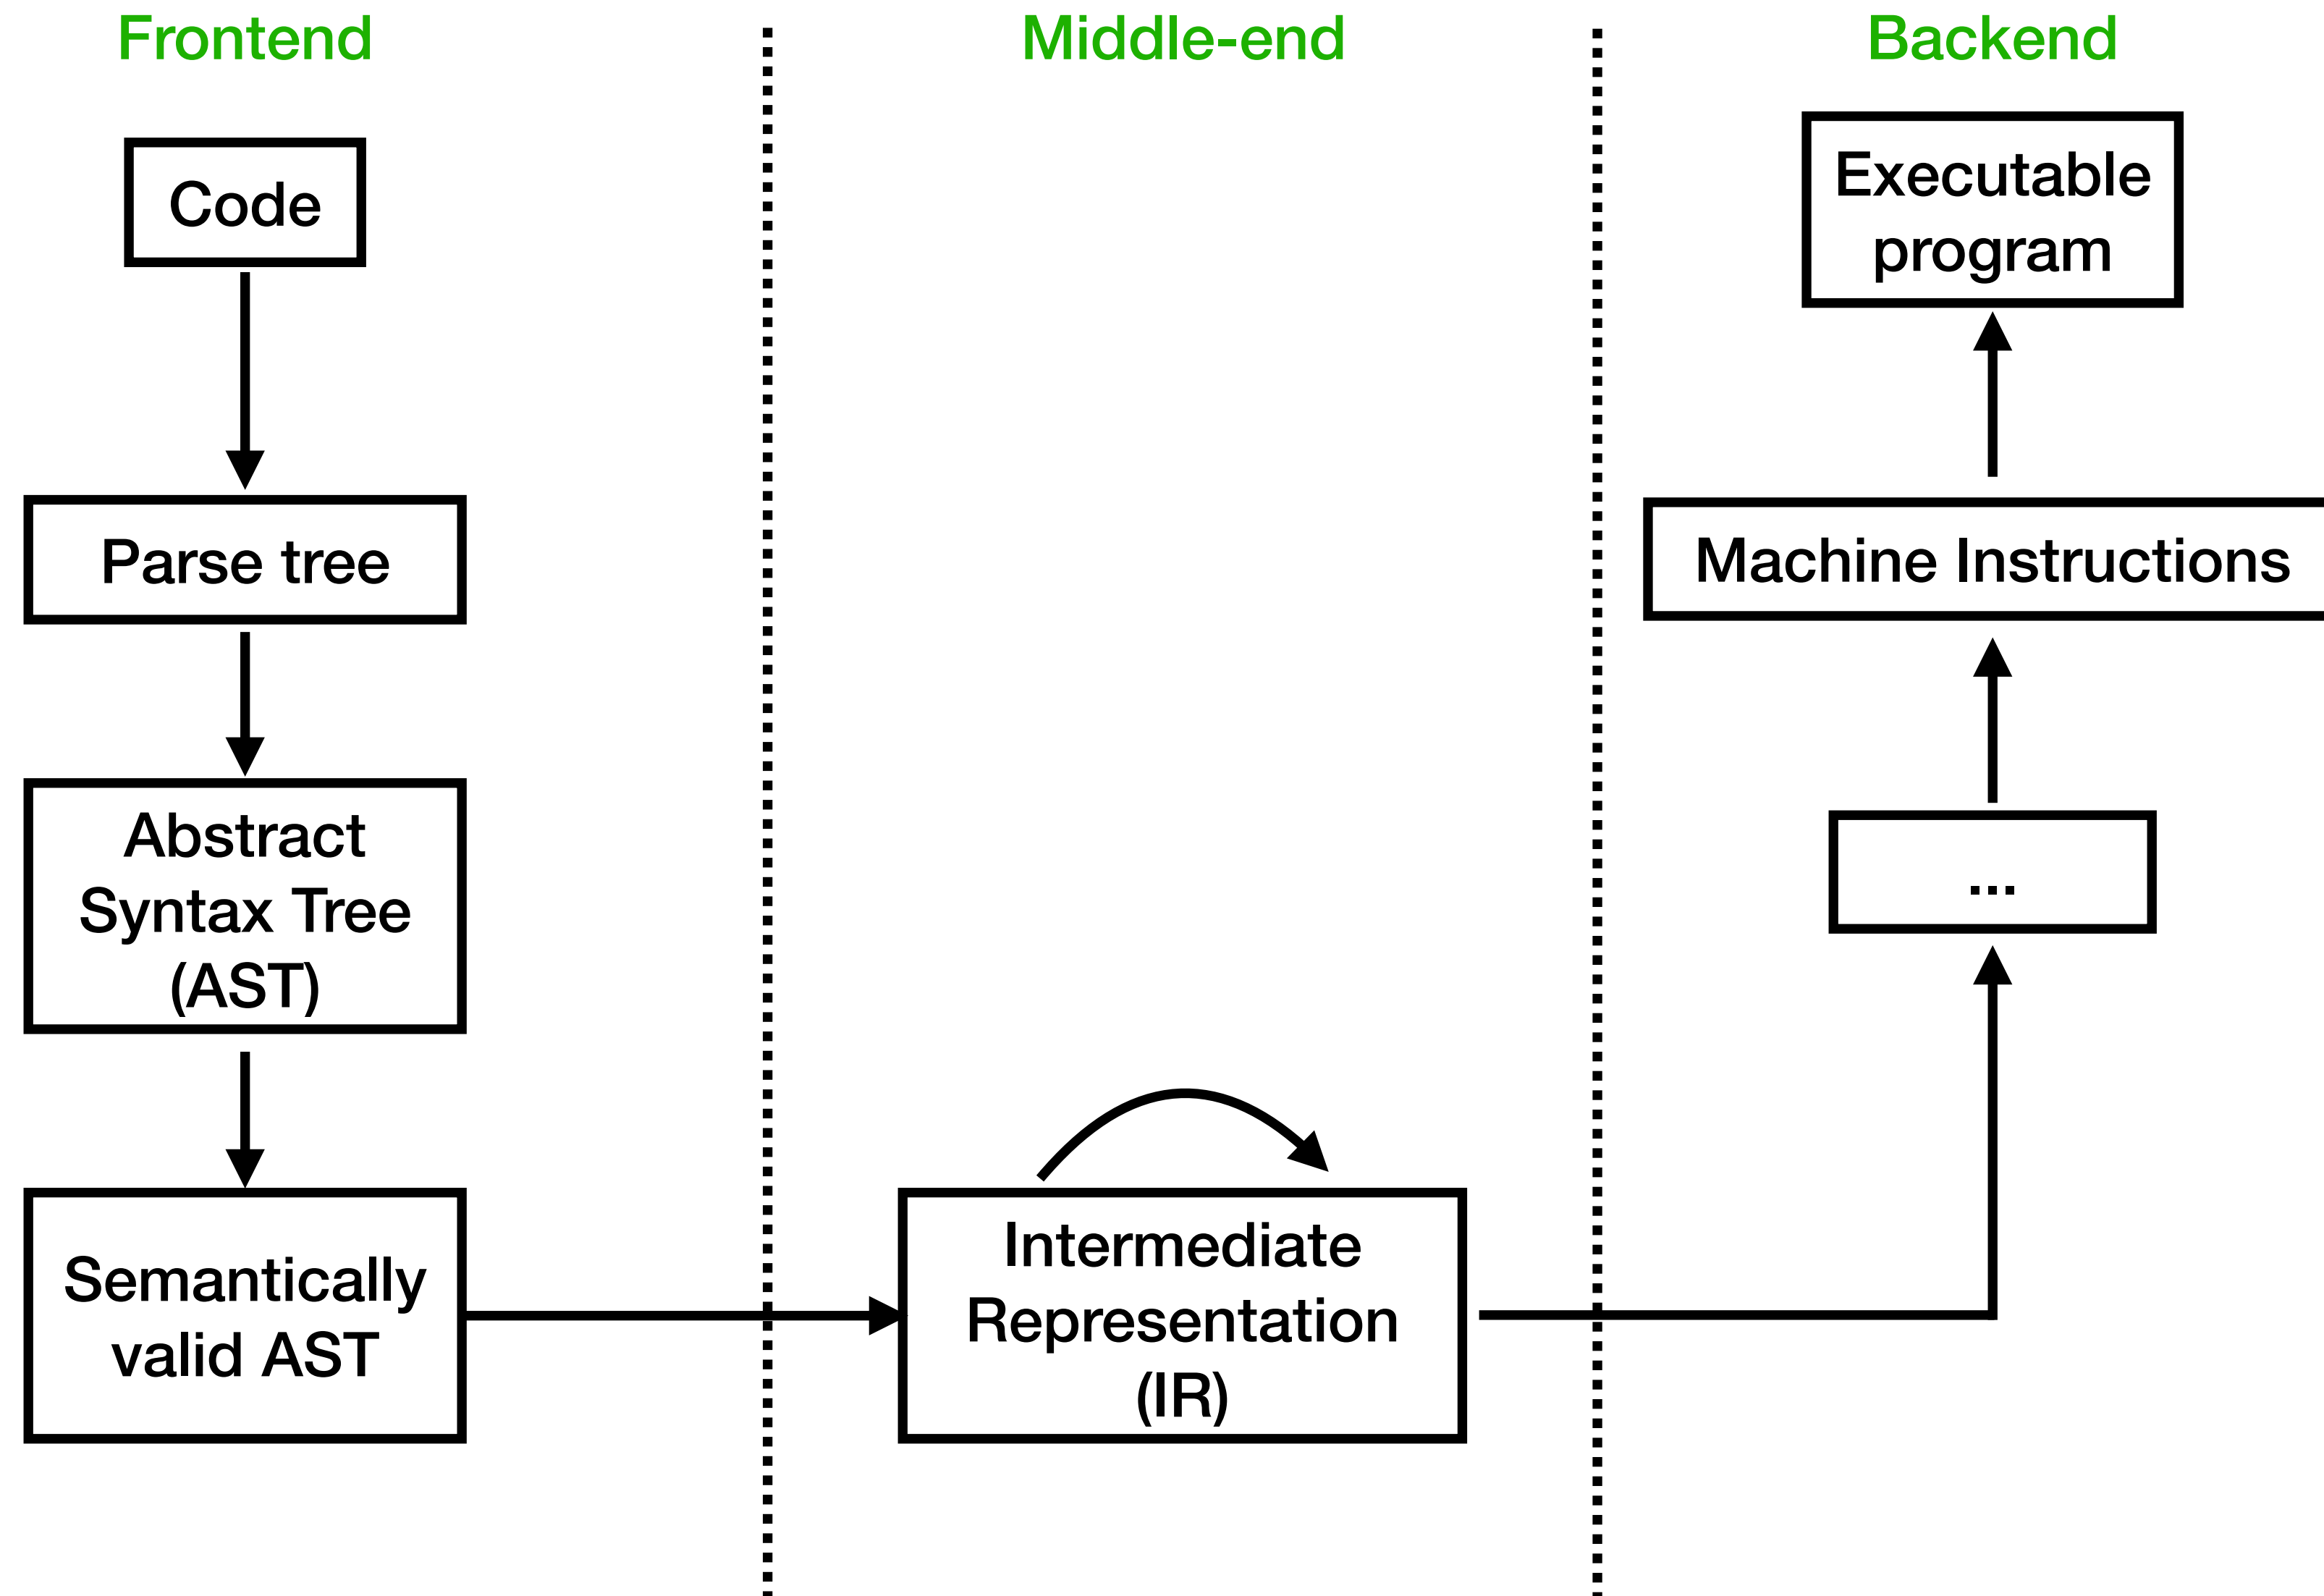 Frontend
Middle-end
Backend
Code
Parse tree
Abstract
Syntax Tree
(AST)
Semantically
valid AST
Intermediate
Representation
(IR)
Executable
program
Machine Instructions
...